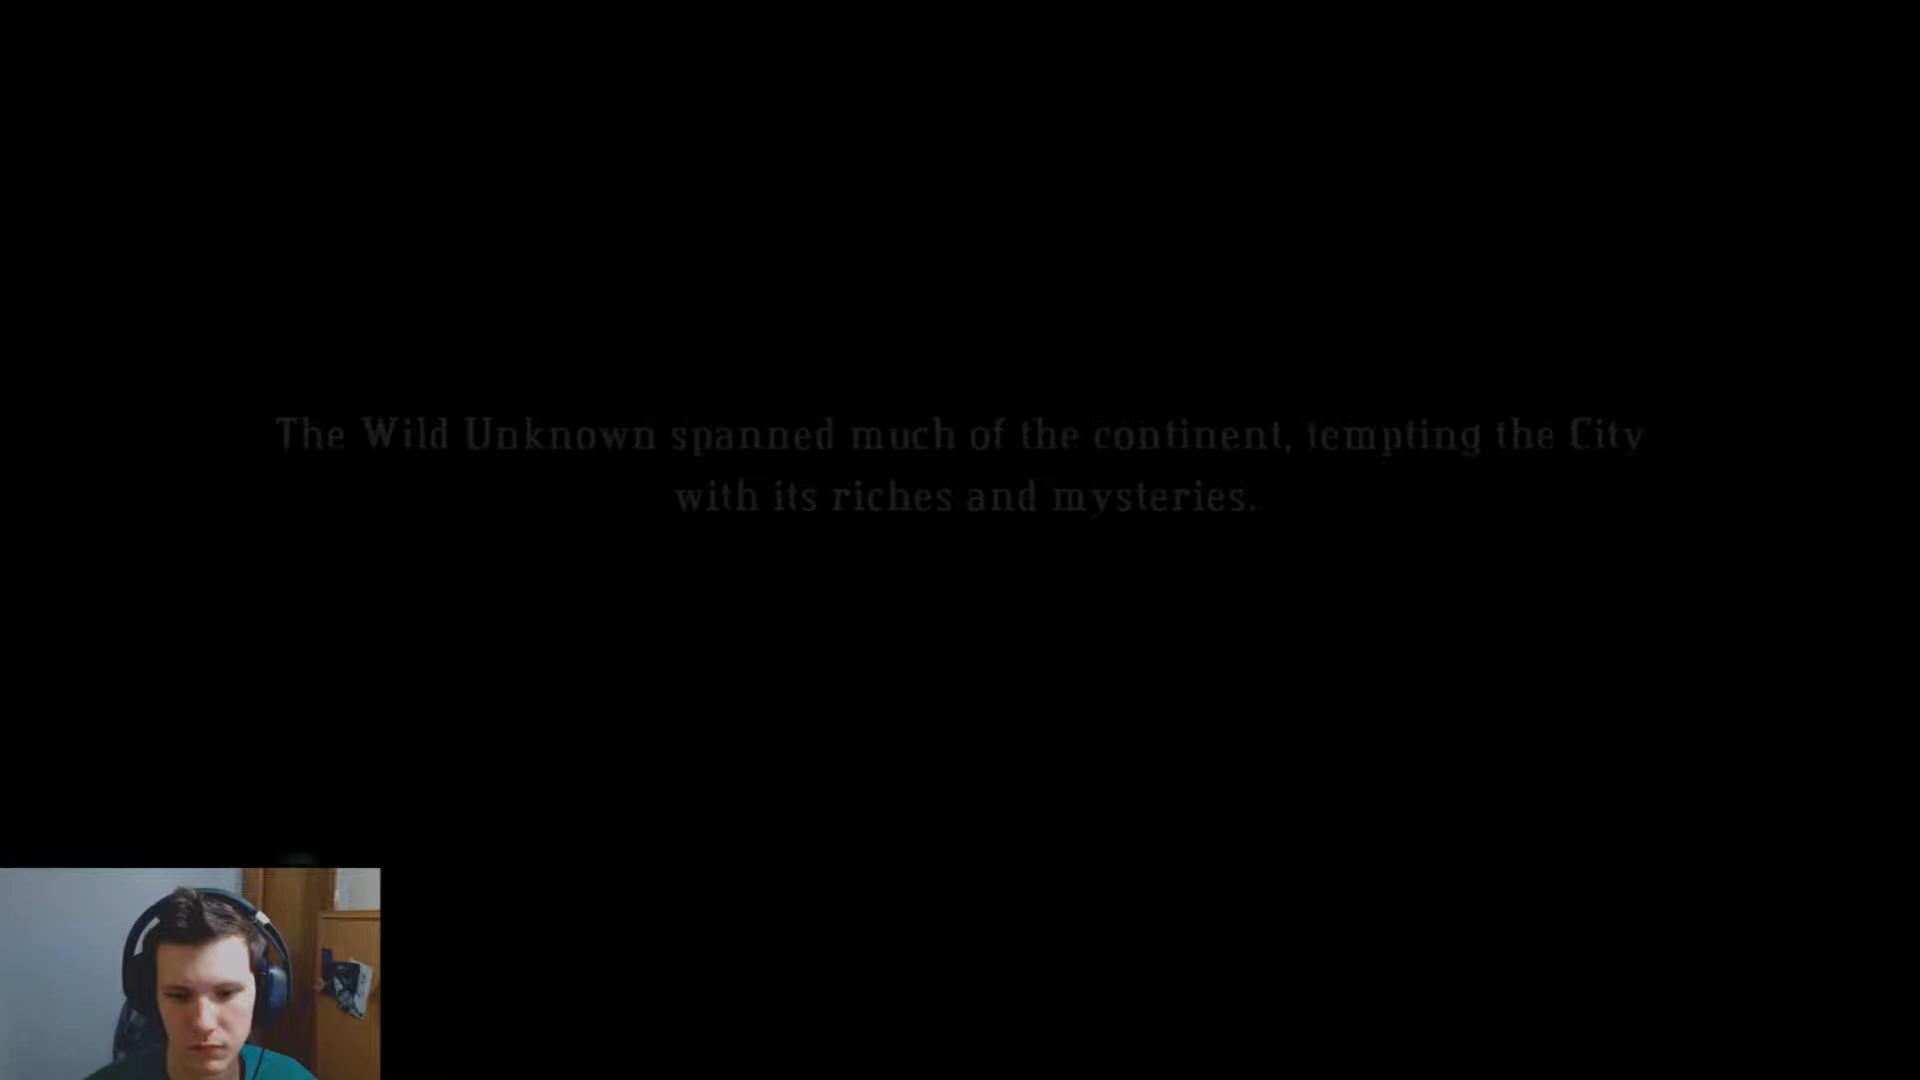 The Wild Unknown spanned much of the continent, tempting the City
with its riches and mysteries.